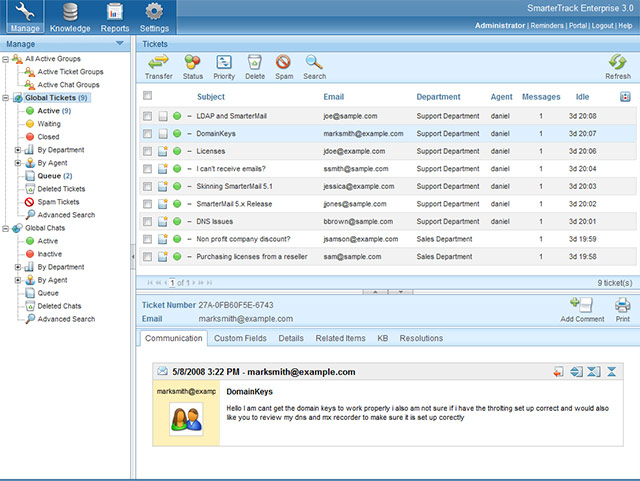 SmarterTrack Enterprise 3.0
Manage Knowledge Reports Settings
Administrator | Reminders | Portal | Logout | Help
Manage
All Active Groups
Active Ticket Groups
Active Chat Groups
Global Tickets (9)
Active (9)
Waiting
Closed
By Department
By Agent
Queue (2)
Deleted Tickets
Spam Tickets
Advanced Search
Global Chats
Active
Inactive
By Department
By Agent
Queue
Deleted Chats
Advanced Search
Tickets
Transfer Status Priority Delete Spam Search Refresh
Subject Email Department Agent Messages Idle
– LDAP and SmarterMail joe@sample.com Support Department daniel 1 3d 20:08
– DomainKeys marksmith@example.com Support Department daniel 1 3d 20:07
– Licenses jdoe@example.com Support Department daniel 1 3d 20:06
– I can't receive emails? ssmith@sample.com Support Department daniel 1 3d 20:04
– Skinning SmarterMail 5.1 jessica@example.com Support Department daniel 1 3d 20:03
– SmarterMail 5.x Release jjones@sample.com Support Department daniel 1 3d 20:02
– DNS Issues bbrown@sample.com Support Department daniel 1 3d 20:01
– Non profit company discount? jsamson@example.com Sales Department 1 3d 19:59
– Purchasing licenses from a reseller sam@sample.com Sales Department 1 3d 19:58
1 of 1 9 ticket(s)
Ticket Number 27A-0FB60F5E-6743
Email marksmith@example.com
Add Comment Print
Communication Custom Fields Details Related Items KB Resolutions
5/8/2008 3:22 PM - marksmith@example.com
marksmith@examp
DomainKeys
Hello I am cant get the domain keys to work properly i also am not sure if i have the throlting set up correct and would also
like you to review my dns and mx recorder to make sure it is set up corectly